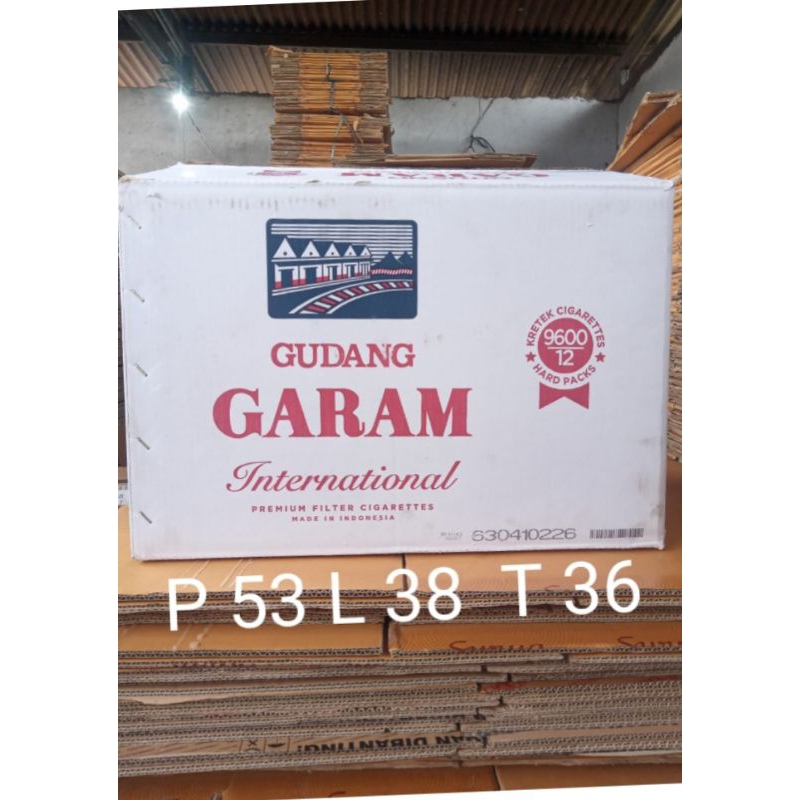 GUDANG
GARAM
International
PREMIUM FILTER CIGARETTES
MADE IN INDONESIA
KRETEK CIGARETTES
9600
12
HARD PACKS
630410226
P 53 L 38 T 36
DIBANTING!